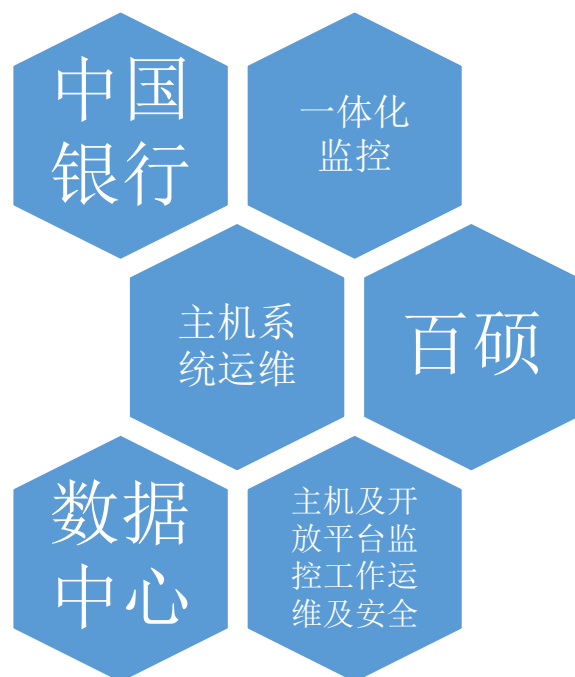 中国
银行
一体化
监控
主机系
统运维
百硕
数据
中心
主机及开
放平台监
控工作运
维及安全